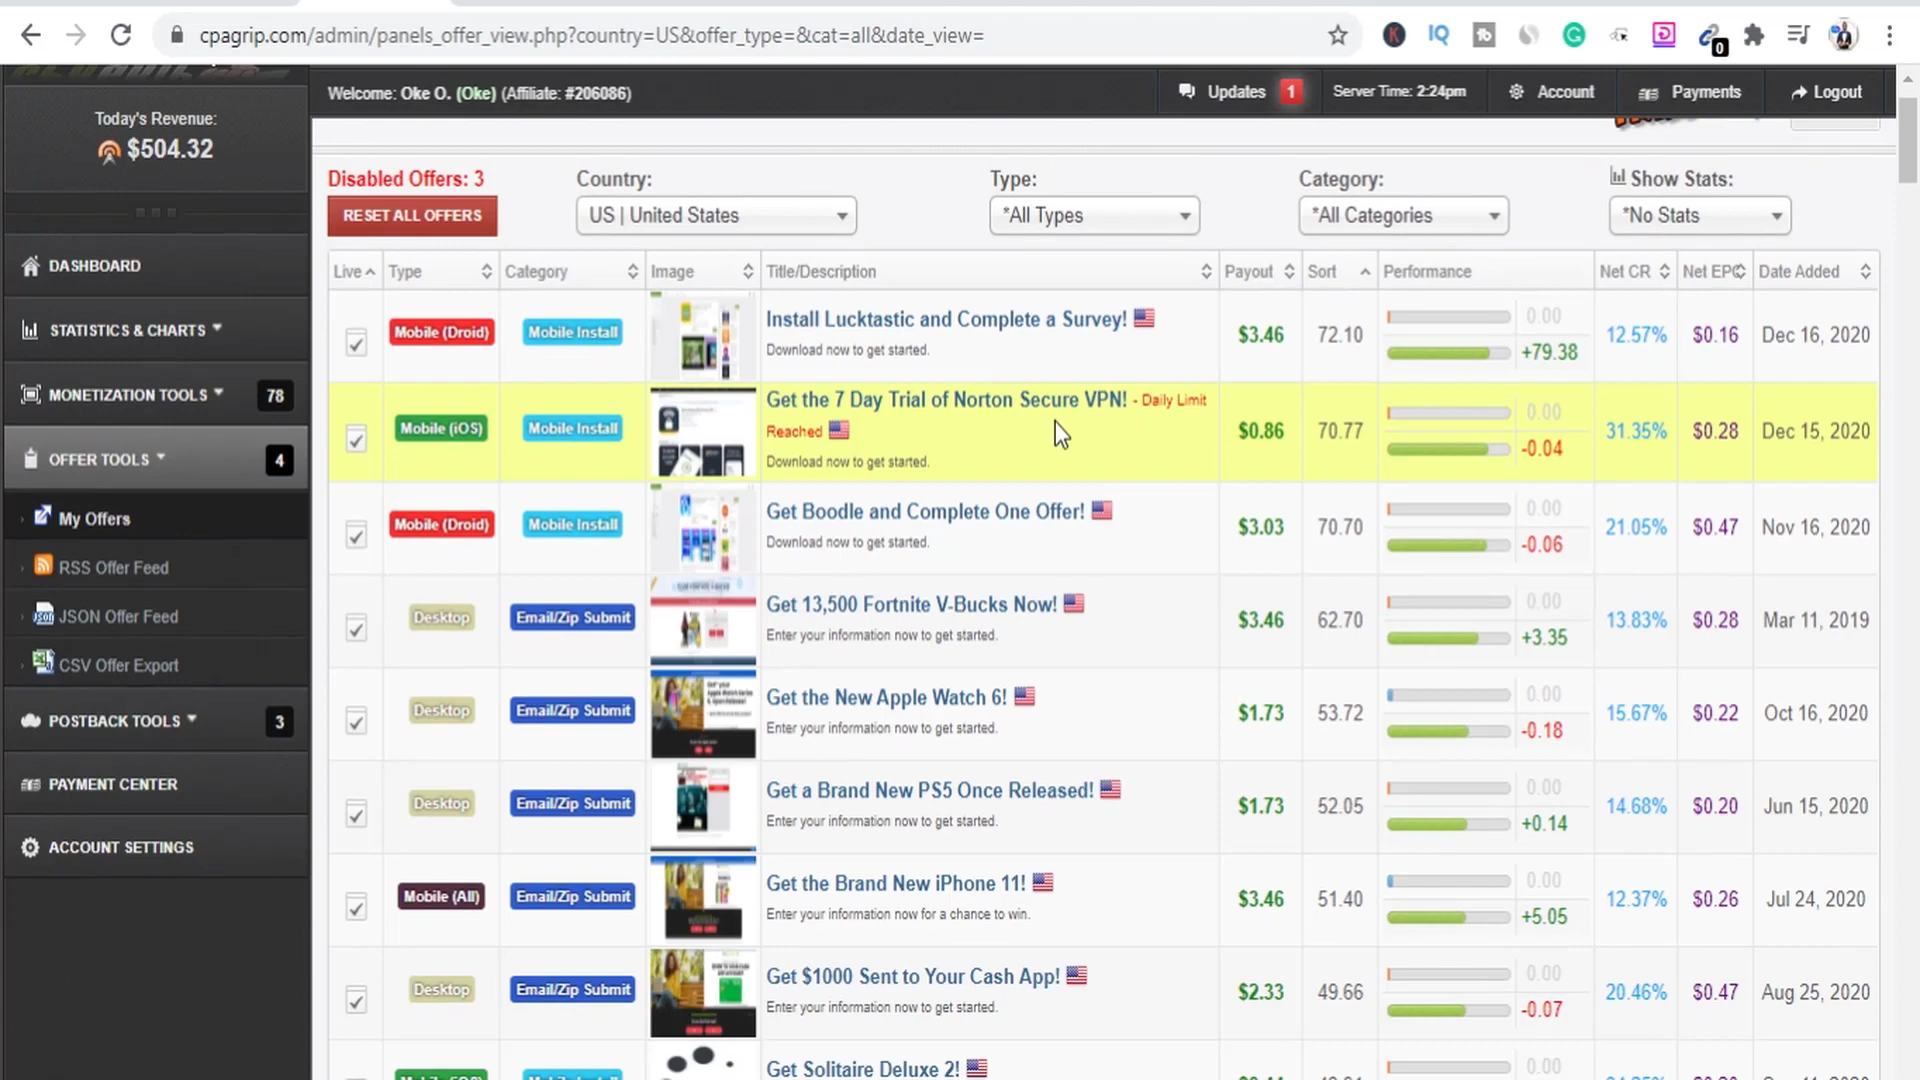 cpagrip.com/admin/panels_offer_view.php?country=US&offer_type=&cat=all&date_view=
K IQ 0
Welcome: Oke O. (Oke) (Affiliate: #206086) Updates 1 Server Time: 2:24pm Account Payments Logout
Today's Revenue:
$504.32
DASHBOARD
STATISTICS & CHARTS
MONETIZATION TOOLS 78
OFFER TOOLS 4
My Offers
RSS Offer Feed
JSON Offer Feed
CSV Offer Export
POSTBACK TOOLS 3
PAYMENT CENTER
ACCOUNT SETTINGS
Disabled Offers: 3 Country: Type: Category: Show Stats:
RESET ALL OFFERS US | United States *All Types *All Categories *No Stats
Live Type Category Image Title/Description Payout Sort Performance Net CR Net EPC Date Added
Mobile (Droid) Mobile Install Install Lucktastic and Complete a Survey! $3.46 72.10 0.00 12.57% $0.16 Dec 16, 2020
Download now to get started. +79.38
Mobile (iOS) Mobile Install Get the 7 Day Trial of Norton Secure VPN! - Daily Limit $0.86 70.77 0.00 31.35% $0.28 Dec 15, 2020
Reached -0.04
Download now to get started.
Mobile (Droid) Mobile Install Get Boodle and Complete One Offer! $3.03 70.70 0.00 21.05% $0.47 Nov 16, 2020
Download now to get started. -0.06
Desktop Email/Zip Submit Get 13,500 Fortnite V-Bucks Now! $3.46 62.70 0.00 13.83% $0.28 Mar 11, 2019
Enter your information now to get started. +3.35
Desktop Email/Zip Submit Get the New Apple Watch 6! $1.73 53.72 0.00 15.67% $0.22 Oct 16, 2020
Enter your information now to get started. -0.18
Desktop Email/Zip Submit Get a Brand New PS5 Once Released! $1.73 52.05 0.00 14.68% $0.20 Jun 15, 2020
Enter your information now to get started. +0.14
Mobile (All) Email/Zip Submit Get the Brand New iPhone 11! $3.46 51.40 0.00 12.37% $0.26 Jul 24, 2020
Enter your information now for a chance to win. +5.05
Desktop Email/Zip Submit Get $1000 Sent to Your Cash App! $2.33 49.66 0.00 20.46% $0.47 Aug 25, 2020
Enter your information now to get started. -0.07
Get Solitaire Deluxe 2! 0.00